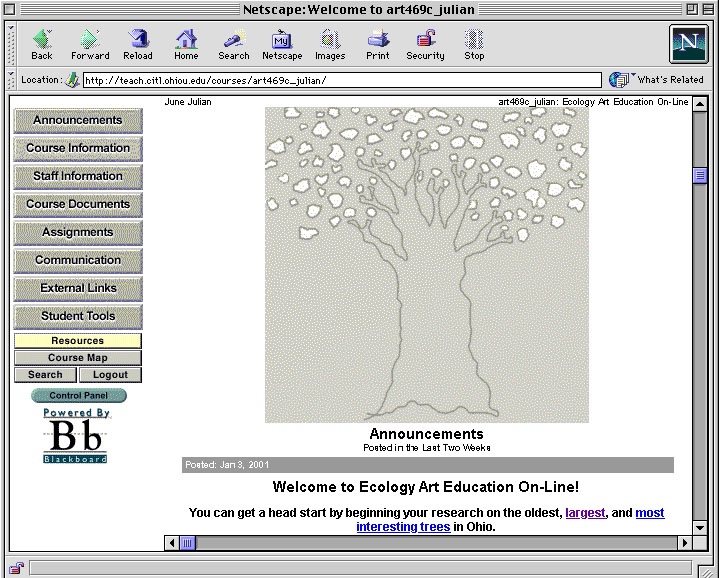 Netscape: Welcome to art469c_julian
Back Forward Reload Home Search Netscape Images Print Security Stop
My
N
Location: http://teach.citl.ohiou.edu/courses/art469c_julian/ What's Related
June Julian art469c_julian: Ecology Art Education On-Line
Announcements
Course Information
Staff Information
Course Documents
Assignments
Communication
External Links
Student Tools
Resources
Course Map
Search Logout
Control Panel
Powered By
Bb
Blackboard
Announcements
Posted in the Last Two Weeks
Posted: Jan 3, 2001
Welcome to Ecology Art Education On-Line!
You can get a head start by beginning your research on the oldest, largest, and most
interesting trees in Ohio.